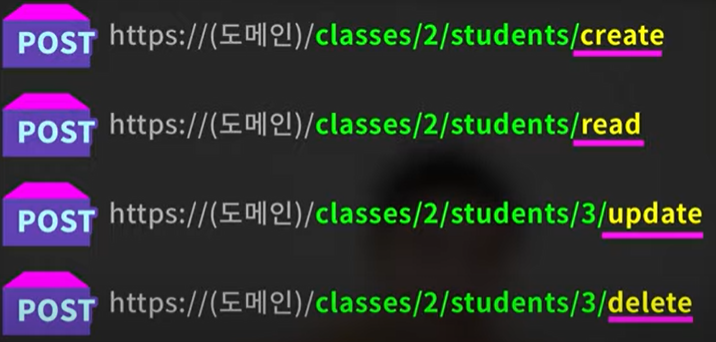 POST https://(도메인)/classes/2/students/create
POST https://(도메인)/classes/2/students/read
POST https://(도메인)/classes/2/students/3/update
POST https://(도메인)/classes/2/students/3/delete